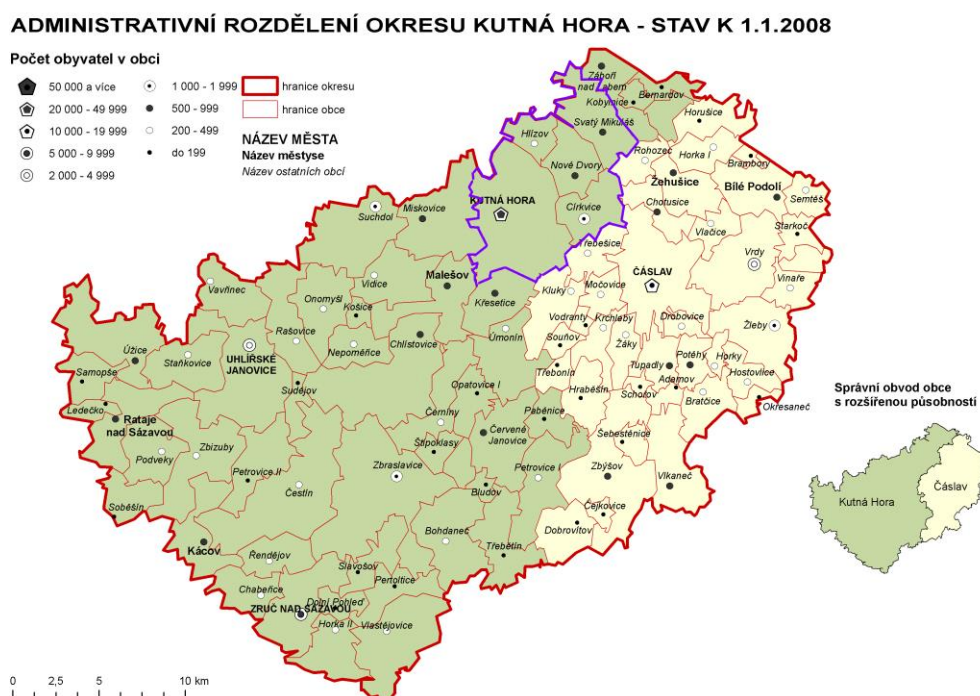 ADMINISTRATIVNÍ ROZDĚLENÍ OKRESU KUTNÁ HORA - STAV K 1.1.2008
Počet obyvatel v obci
50 000 a více
20 000 - 49 999
10 000 - 19 999
5 000 - 9 999
2 000 - 4 999
1 000 - 1 999
500 - 999
200 - 499
do 199
hranice okresu
hranice obce
NÁZEV MĚSTA
Název městyse
Název ostatních obcí
Záboří
nad Labem
Bernardov
Kobylnice
Horušice
Svatý Mikuláš
Hlízov
Rohozec
Horka I
Brambory
Nové Dvory
Žehušice
Bílé Podolí
Semtěš
KUTNÁ HORA
Chotusice
Suchdol
Miskovice
Církvice
Vlačice
Starkoč
Třebešice
Vrdy
Malešov
ČÁSLAV
Vinaře
Vavřinec
Vidice
Kluky
Močovice
Onomyšl
Košice
Křesetice
Vodranty
Krchleby
Drobovice
Žleby
Rašovice
Chlístovice
Úmonín
Souňov
Žáky
Úžice
Staňkovice
UHLÍŘSKÉ
JANOVICE
Nepoměřice
Třebonín
Tupadly
Potěhy
Horky
Samopše
Sudějov
Opatovice I
Hraběšín
Schořov
Adamov
Hostovlice
Bratčice
Okresaneč
Ledečko
Rataje
nad Sázavou
Černíny
Paběnice
Červené
Janovice
Zbizuby
Štipoklasy
Šebestěnice
Podveky
Petrovice II
Zbraslavice
Petrovice I
Zbýšov
Vlkaneč
Čestín
Bludov
Soběšín
Čejkovice
Dobrovítov
Bohdaneč
Kácov
Třebětín
Řendějov
Slavošov
Chabeřice
Pertoltice
Dolní Pohleď
ZRUČ NAD SÁZAVOU
Horka II
Vlastějovice
Správní obvod obce
s rozšířenou působností
Kutná Hora
Čáslav
0 2,5 5 10 km